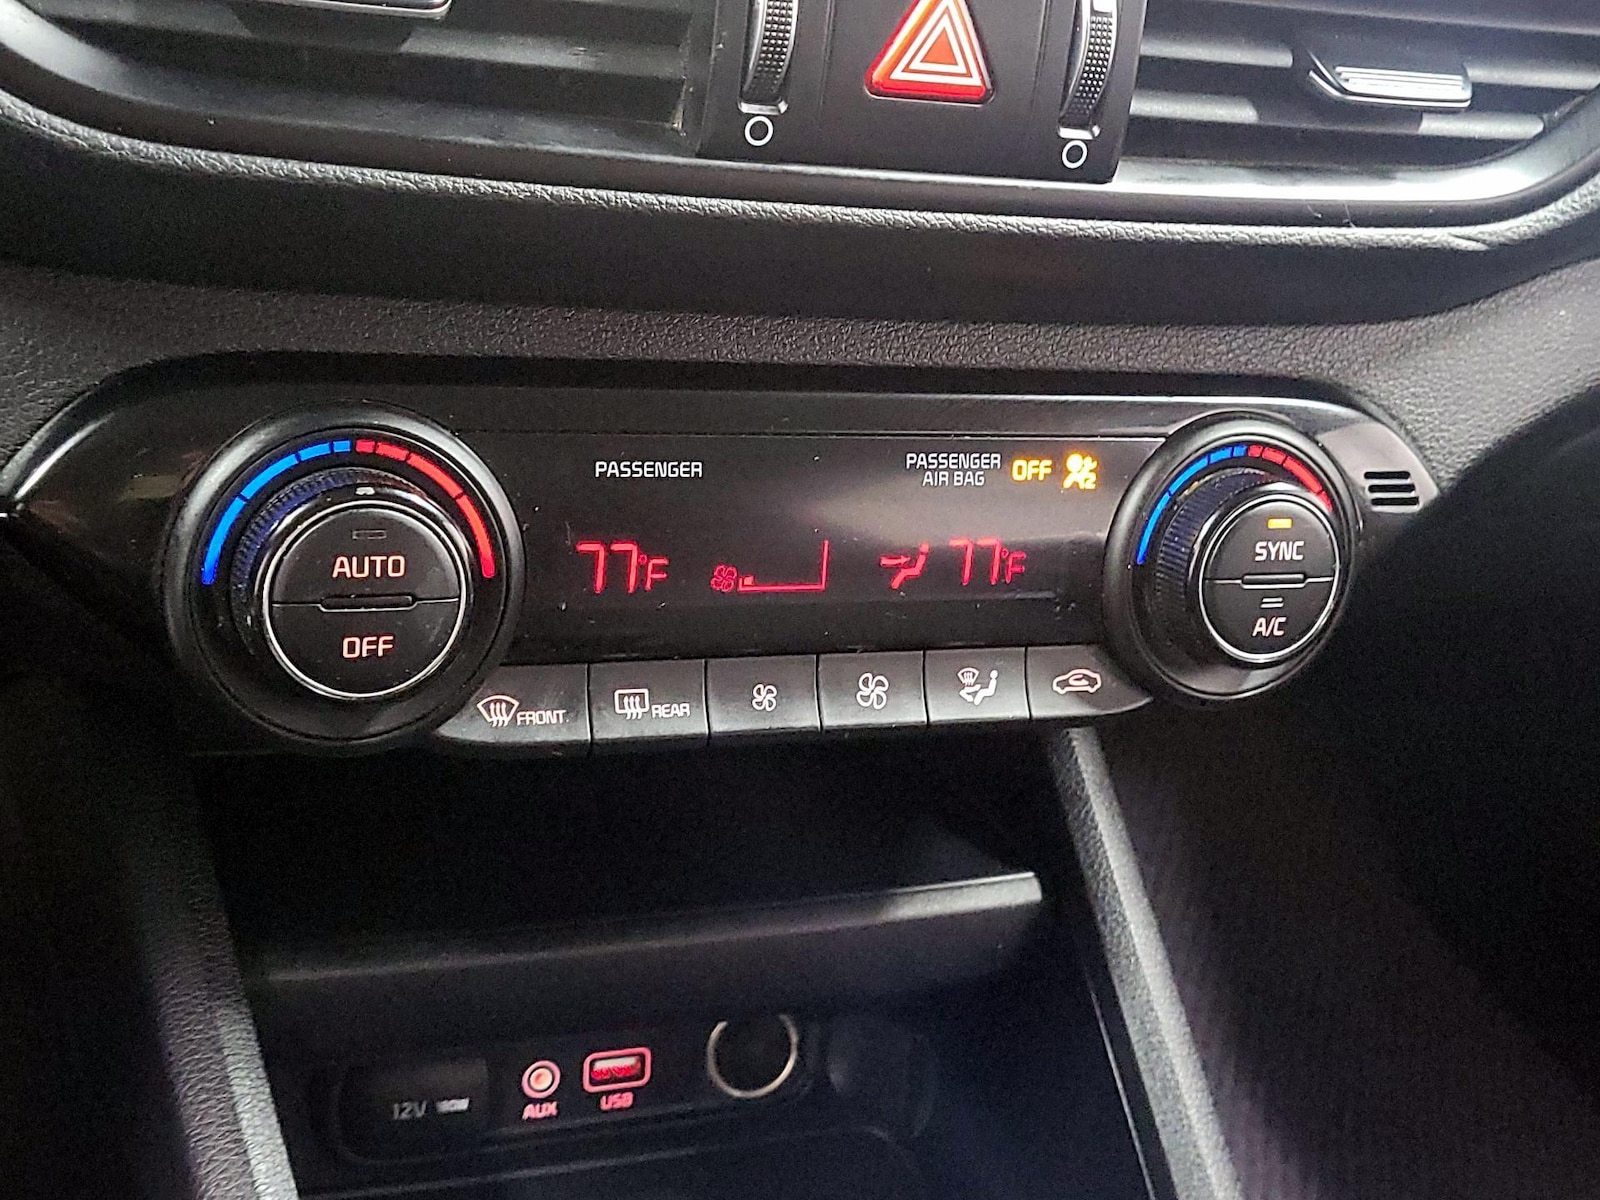 PASSENGER
PASSENGER
AIR BAG
OFF
77°F
77°F
AUTO
OFF
SYNC
A/C
FRONT
REAR
12V
AUX
USB